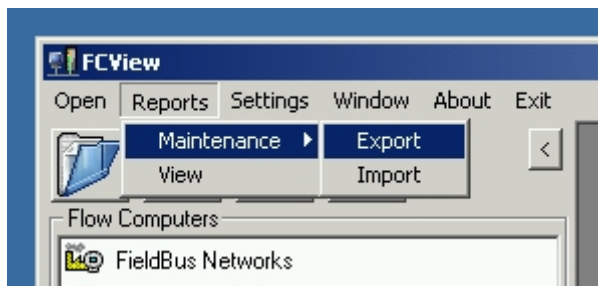 FCView
Open Reports Settings Window About Exit
Maintenance Export
<
View Import
Flow Computers
FieldBus Networks